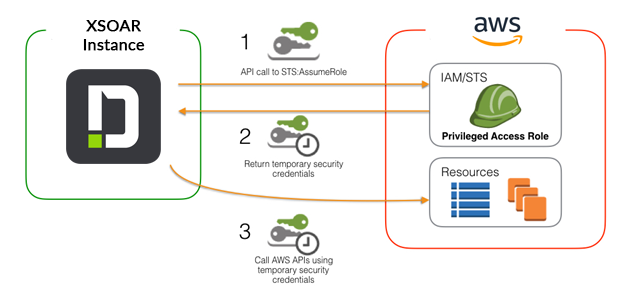 XSOAR
Instance
1
API call to STS:AssumeRole
aws
IAM/STS
Privileged Access Role
2
Return temporary security
credentials
Resources
3
Call AWS APIs using
temporary security
credentials